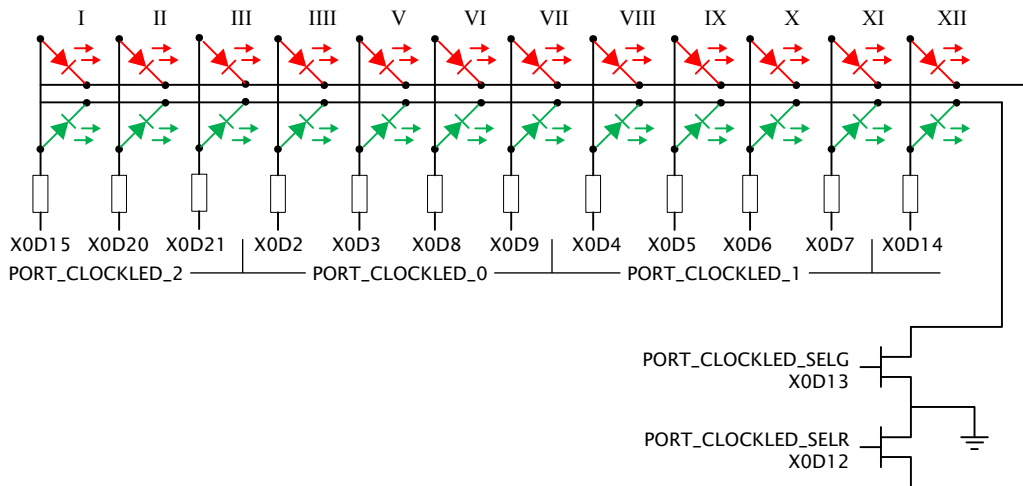 I II III IIII V VI VII VIII IX X XI XII
X0D15 X0D20 X0D21 X0D2 X0D3 X0D8 X0D9 X0D4 X0D5 X0D6 X0D7 X0D14
PORT_CLOCKLED_2 PORT_CLOCKLED_0 PORT_CLOCKLED_1
PORT_CLOCKLED_SELG
X0D13
PORT_CLOCKLED_SELR
X0D12